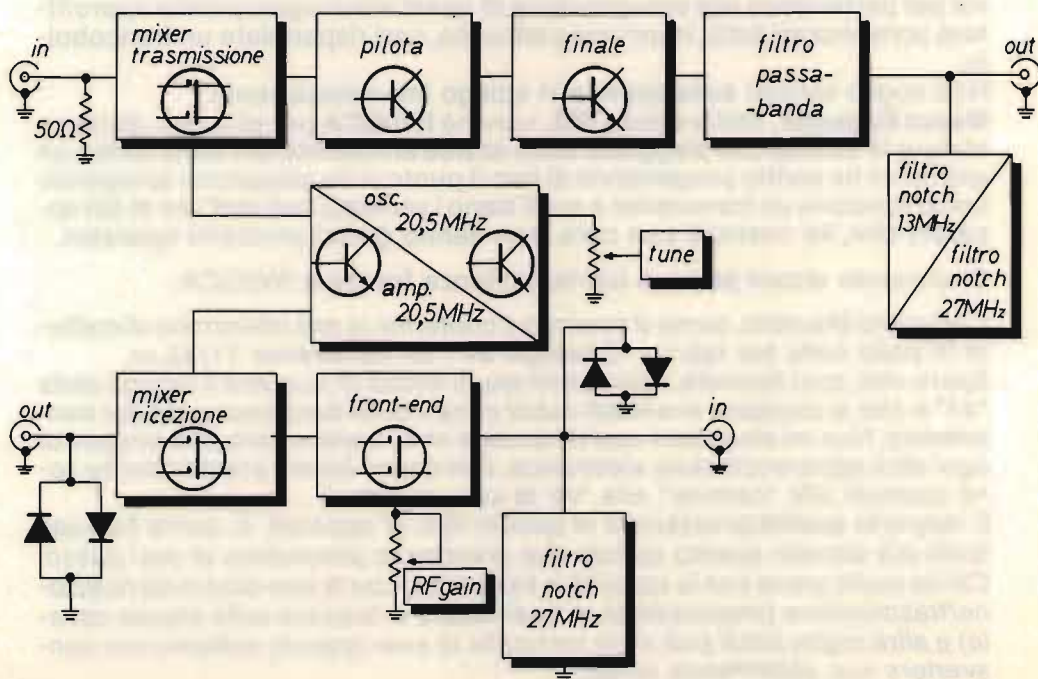 in
mixer
trasmissione
pilota
finale
filtro
passa-
-banda
out
50Ω
osc.
20,5MHz
amp.
20,5MHz
tune
filtro
notch
13MHz
filtro
notch
27MHz
out
mixer
ricezione
front-end
in
RFgain
filtro
notch
27MHz